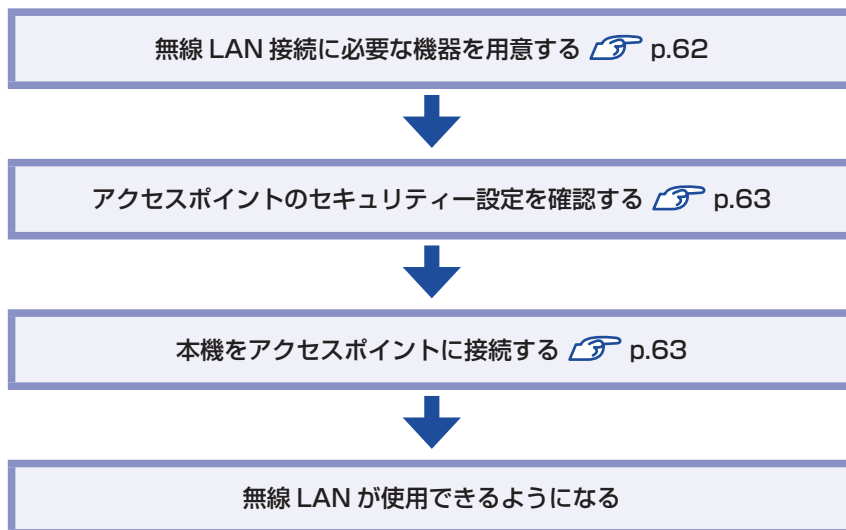 無線 LAN 接続に必要な機器を用意する p.62
アクセスポイントのセキュリティー設定を確認する p.63
本機をアクセスポイントに接続する p.63
無線 LAN が使用できるようになる